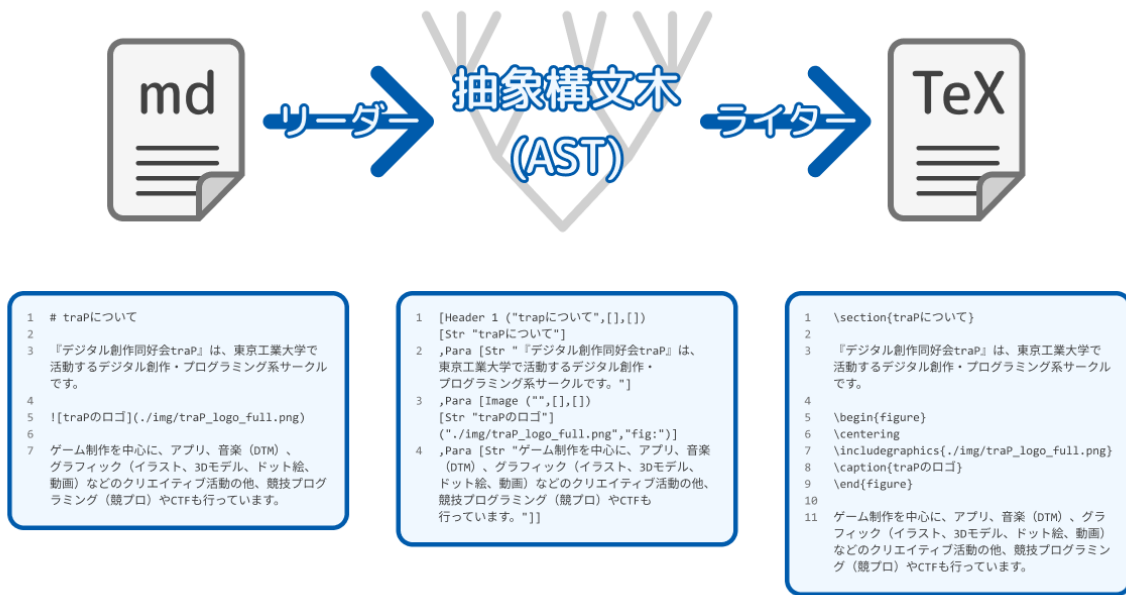 md
リーダー
抽象構文木
(AST)
ライター
TeX
1 # traPについて
2
3 『デジタル創作同好会traP』は、東京工業大学で
活動するデジタル創作・プログラミング系サークル
です。
4
5 ![traPのロゴ](./img/traP_logo_full.png)
6
7 ゲーム制作を中心に、アプリ、音楽（DTM）、
グラフィック（イラスト、3Dモデル、ドット絵、
動画）などのクリエイティブ活動の他、競技プログ
ラミング（競プロ）やCTFも行っています。
1 [Header 1 ("trapについて",[],[])
[Str "traPについて"]
2 ,Para [Str "『デジタル創作同好会traP』は、
東京工業大学で活動するデジタル創作・
プログラミング系サークルです。"]
3 ,Para [Image ("",[],[])
[Str "traPのロゴ"]
("./img/traP_logo_full.png","fig:")]
4 ,Para [Str "ゲーム制作を中心に、アプリ、音楽
（DTM）、グラフィック（イラスト、3Dモデル、
ドット絵、動画）などのクリエイティブ活動の他、
競技プログラミング（競プロ）やCTFも
行っています。"]]
1 \section{traPについて}
2
3 『デジタル創作同好会traP』は、東京工業大学で
活動するデジタル創作・プログラミング系サークル
です。
4
5 \begin{figure}
6 \centering
7 \includegraphics{./img/traP_logo_full.png}
8 \caption{traPのロゴ}
9 \end{figure}
10
11 ゲーム制作を中心に、アプリ、音楽（DTM）、グラ
フィック（イラスト、3Dモデル、ドット絵、動画）
などのクリエイティブ活動の他、競技プログラミン
グ（競プロ）やCTFも行っています。